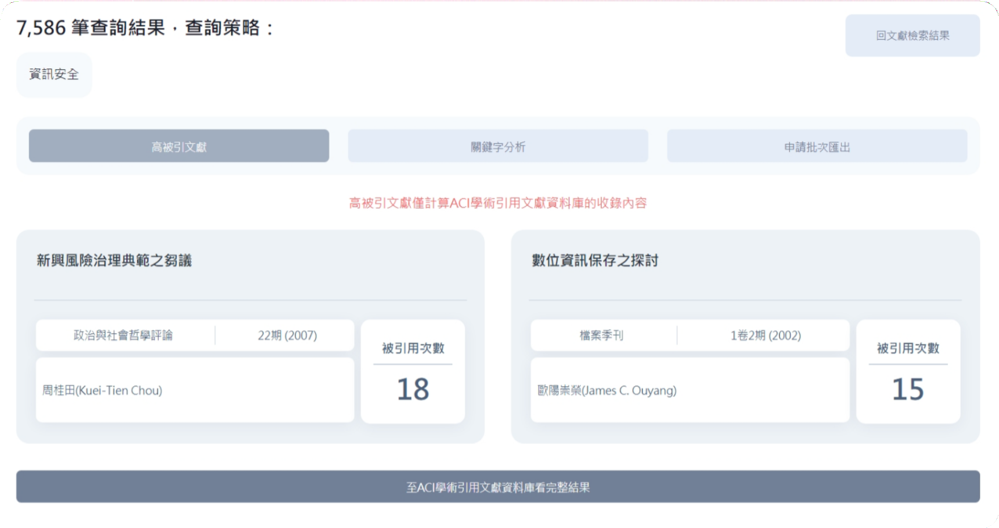 7,586 筆查詢結果，查詢策略：
回文獻檢索結果
資訊安全
高被引文獻
關鍵字分析
申請批次匯出
高被引文獻僅計算ACI學術引用文獻資料庫的收錄內容
新興風險治理典範之芻議
政治與社會哲學評論
22期 (2007)
周桂田(Kuei-Tien Chou)
被引用次數
18
數位資訊保存之探討
檔案季刊
1卷2期 (2002)
歐陽崇榮(James C. Ouyang)
被引用次數
15
至ACI學術引用文獻資料庫看完整結果